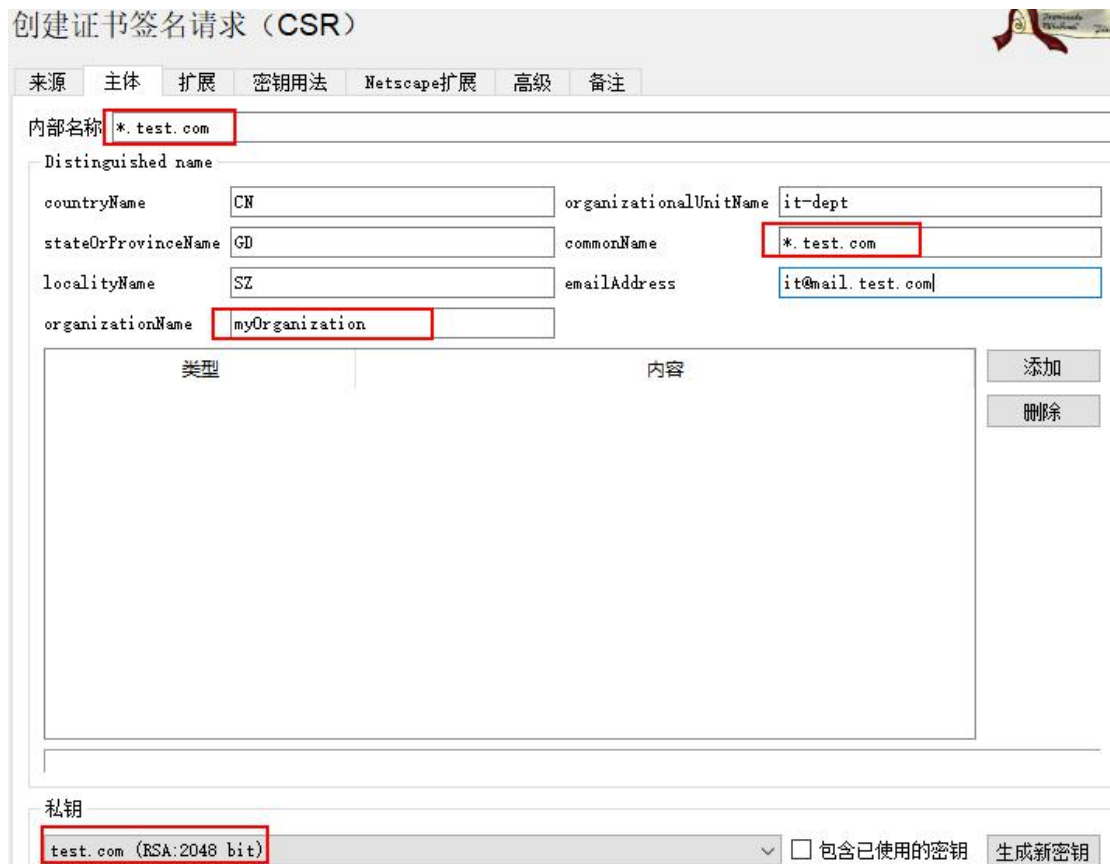 创建证书签名请求（CSR）
来源 主体 扩展 密钥用法 Netscape扩展 高级 备注
内部名称 *.test.com
Distinguished name
countryName CN organizationalUnitName it-dept
stateOrProvinceName GD commonName *.test.com
localityName SZ emailAddress it@mail.test.com
organizationName myOrganization
类型 内容 添加
删除
私钥
test.com (RSA:2048 bit) 包含已使用的密钥 生成新密钥